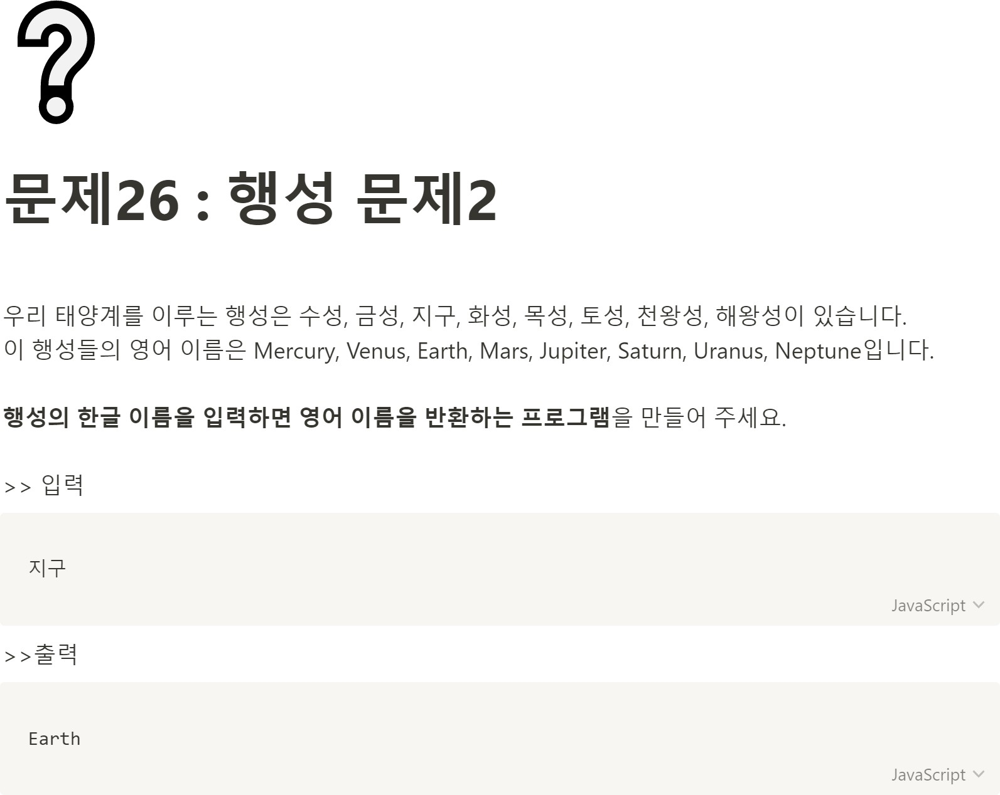 문제26 : 행성 문제2
우리 태양계를 이루는 행성은 수성, 금성, 지구, 화성, 목성, 토성, 천왕성, 해왕성이 있습니다.
이 행성들의 영어 이름은 Mercury, Venus, Earth, Mars, Jupiter, Saturn, Uranus, Neptune입니다.
행성의 한글 이름을 입력하면 영어 이름을 반환하는 프로그램을 만들어 주세요.
>> 입력
지구
JavaScript
>>출력
Earth
JavaScript